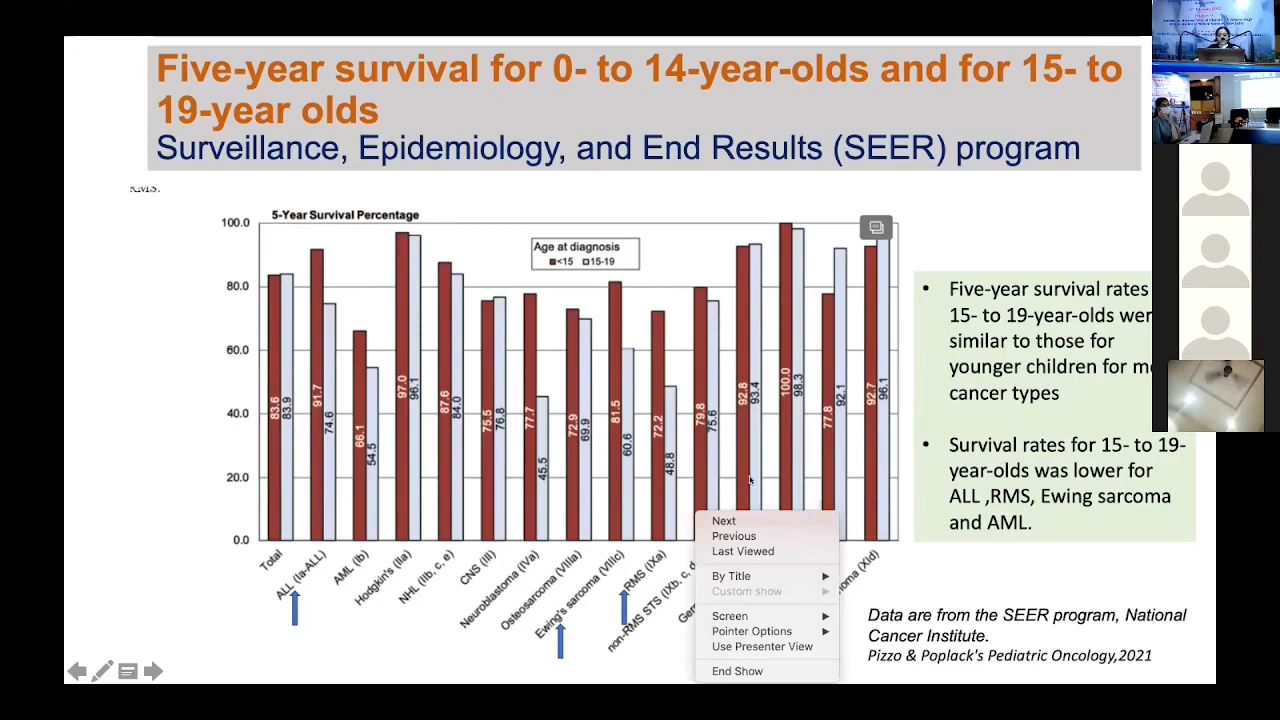 Five-year survival for 0- to 14-year-olds and for 15- to
19-year olds
Surveillance, Epidemiology, and End Results (SEER) program
RMS.
5-Year Survival Percentage
Age at diagnosis
<15 15-19
100.0
80.0
60.0
40.0
20.0
0.0
83.6
83.9
91.7
74.6
66.1
54.5
97.0
96.1
87.6
84.0
75.5
76.8
77.7
45.5
72.9
69.9
81.5
60.6
72.2
48.8
79.8
75.6
92.8
93.4
100.0
98.3
77.8
92.1
92.7
96.1
Total
ALL (Ia-ALL)
AML (Ib)
Hodgkin's (IIa)
NHL (IIb, c, e)
CNS (III)
Neuroblastoma (IVa)
Osteosarcoma (VIIIa)
Ewing's sarcoma (VIIIc)
RMS (IXa)
non-RMS STS (IXb, c, d
Ger
noma (XId)
• Five-year survival rates
15- to 19-year-olds wer
similar to those for
younger children for m
cancer types
• Survival rates for 15- to 19-
year-olds was lower for
ALL ,RMS, Ewing sarcoma
and AML.
Next
Previous
Last Viewed
By Title
Custom show
Screen
Pointer Options
Use Presenter View
End Show
Data are from the SEER program, National
Cancer Institute.
Pizzo & Poplack's Pediatric Oncology,2021